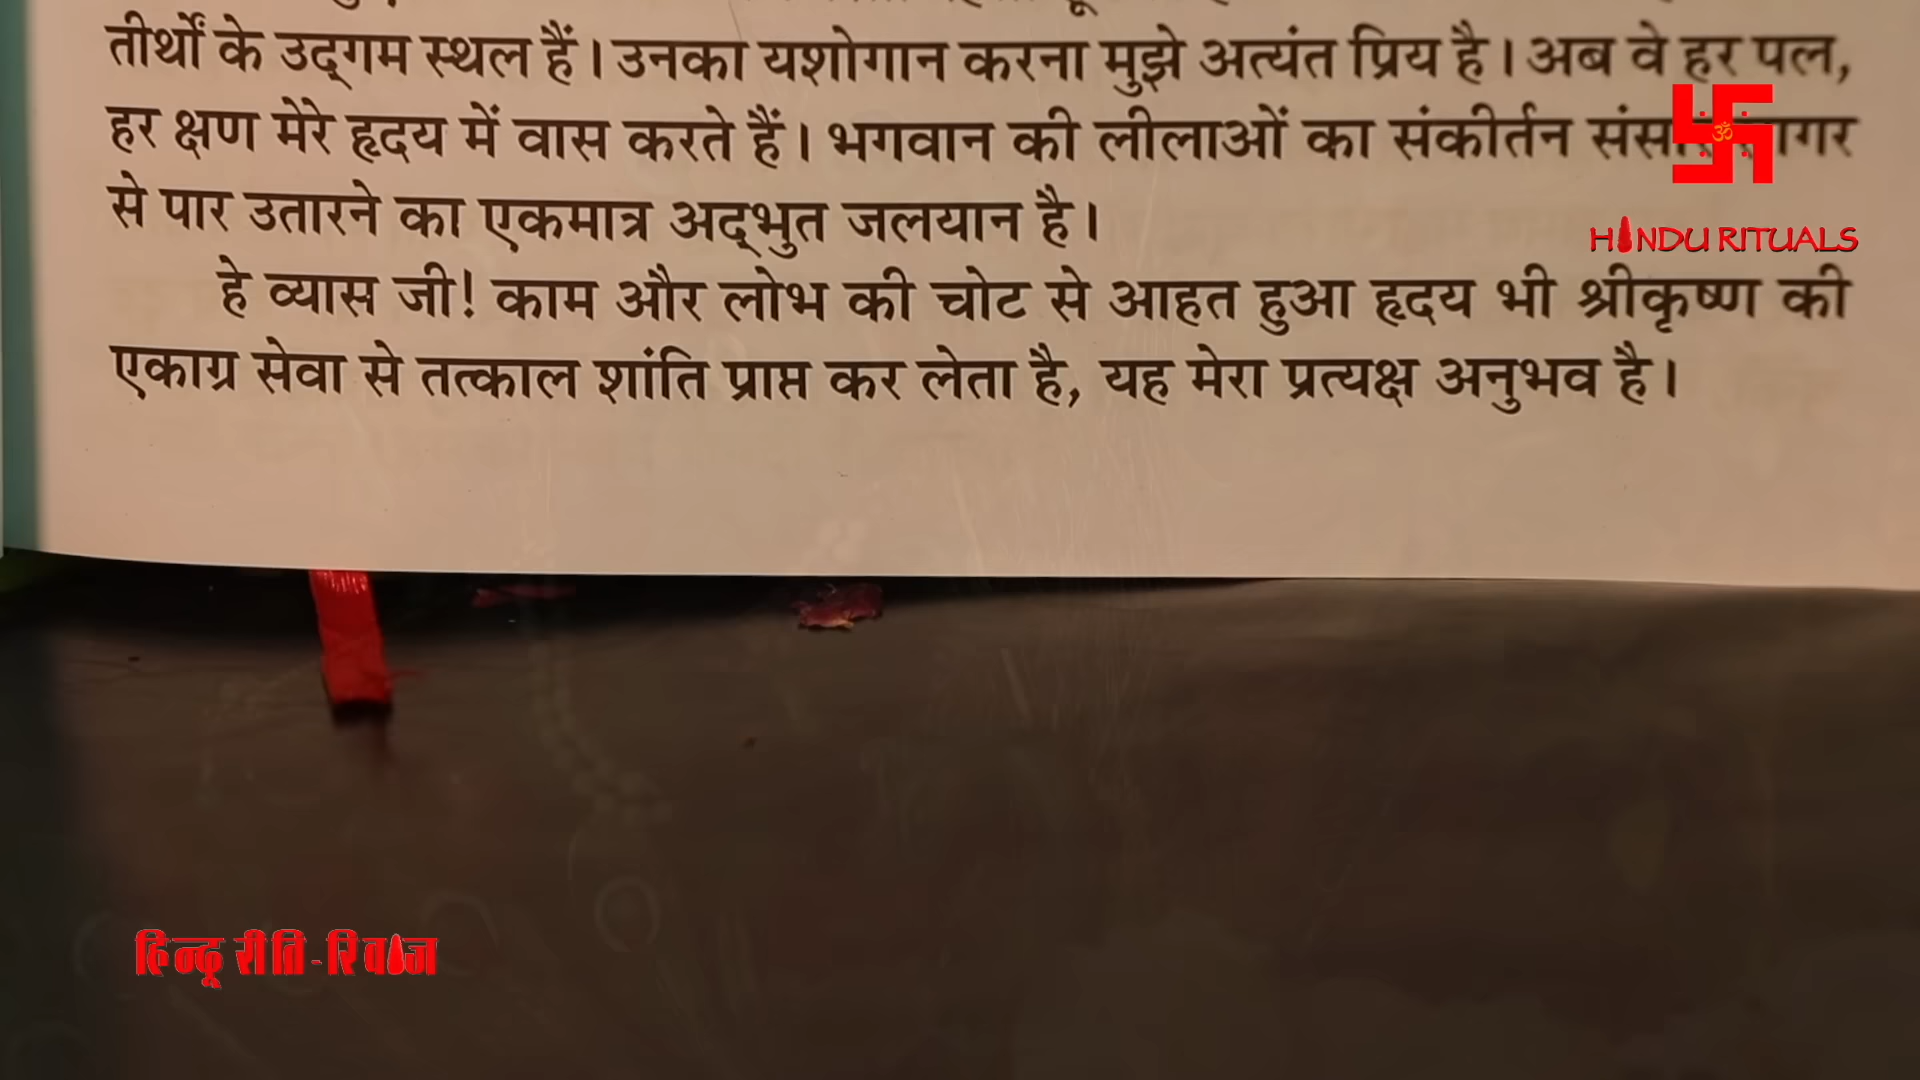 तीर्थों के उद्गम स्थल हैं। उनका यशोगान करना मुझे अत्यंत प्रिय है। अब वे हर पल,
हर क्षण मेरे हृदय में वास करते हैं। भगवान की लीलाओं का संकीर्तन
से पार उतारने का एकमात्र अद्भुत जलयान है।
हे व्यास जी! काम और लोभ की चोट से आहत हुआ हृदय भी श्रीकृष्ण की
एकाग्र सेवा से तत्काल शांति प्राप्त कर लेता है, यह मेरा प्रत्यक्ष अनुभव है।
ॐ
HINDU RITUALS
हिन्दू रीति-रिवाज